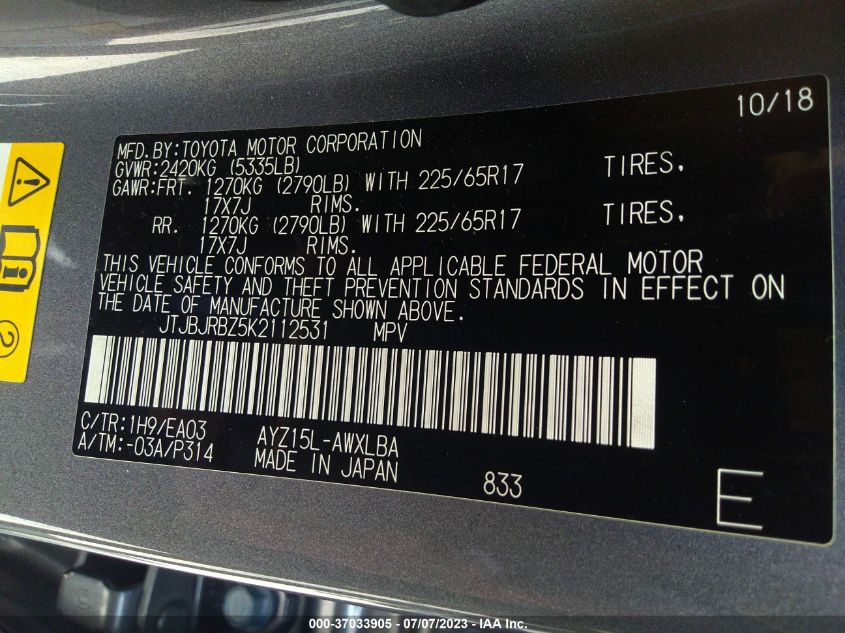 10/18
MFD.BY:TOYOTA MOTOR CORPORATION
GVWR:2420KG (5335LB)
GAWR:FRT. 1270KG (2790LB) WITH 225/65R17 TIRES,
17X7J RIMS.
RR. 1270KG (2790LB) WITH 225/65R17 TIRES,
17X7J RIMS.
THIS VEHICLE CONFORMS TO ALL APPLICABLE FEDERAL MOTOR
VEHICLE SAFETY AND THEFT PREVENTION STANDARDS IN EFFECT ON
THE DATE OF MANUFACTURE SHOWN ABOVE.
JTJBJRBZ5K2112531 MPV
C/TR:1H9/EA03 AYZ15L-AWXLBA
A/TM:-03A/P314 MADE IN JAPAN 833
E
2
000-37033905 - 07/07/2023 - IAA Inc.